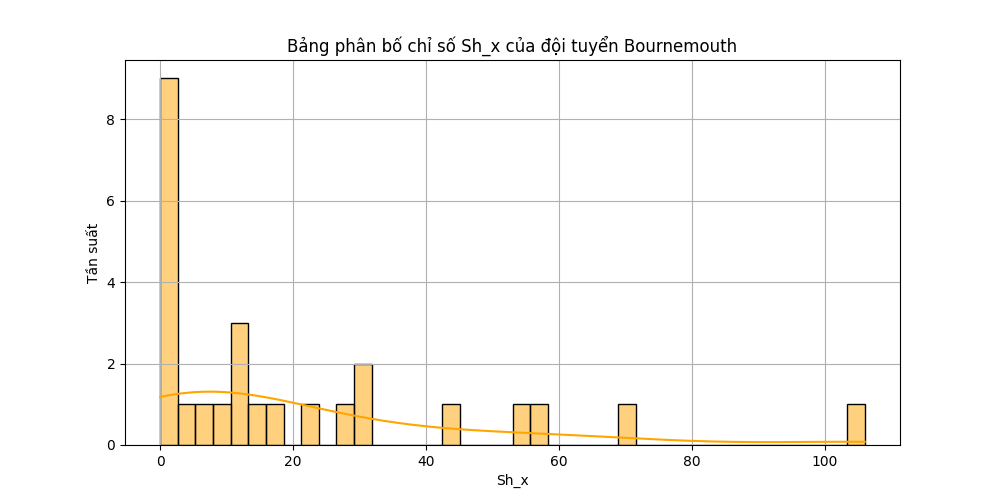 Bảng phân bố chỉ số Sh_x của đội tuyển Bournemouth
8
6
4
2
0
Tần suất
0 20 40 60 80 100
Sh_x